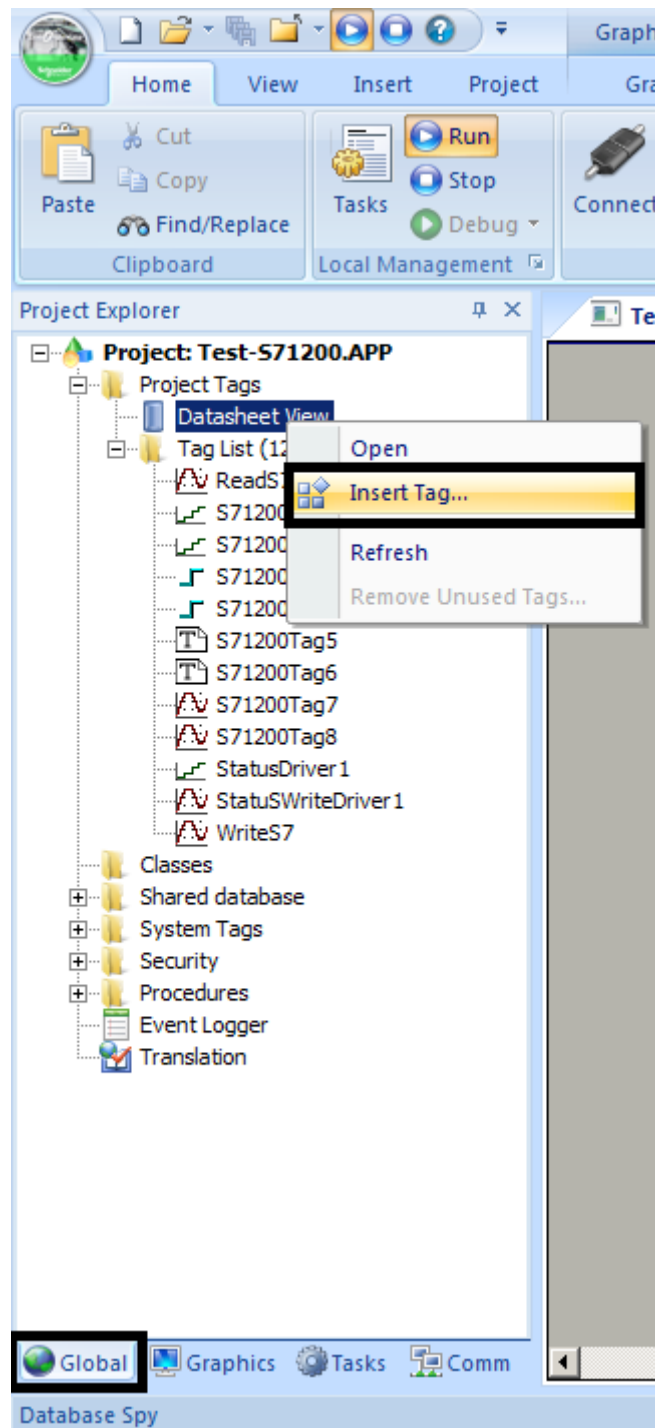 Graph
Home View Insert Project Gra
Cut
Copy
Paste
Find/Replace
Clipboard
Tasks
Run
Stop
Debug
Local Management
Connect
Project Explorer
Te
Project: Test-S71200.APP
Project Tags
Datasheet View
Tag List (12
ReadS7
S71200
S71200
S71200
S71200
S71200Tag5
S71200Tag6
S71200Tag7
S71200Tag8
StatusDriver1
StatuSWriteDriver1
WriteS7
Classes
Shared database
System Tags
Security
Procedures
Event Logger
Translation
Open
Insert Tag...
Refresh
Remove Unused Tags...
Global Graphics Tasks Comm
Database Spy